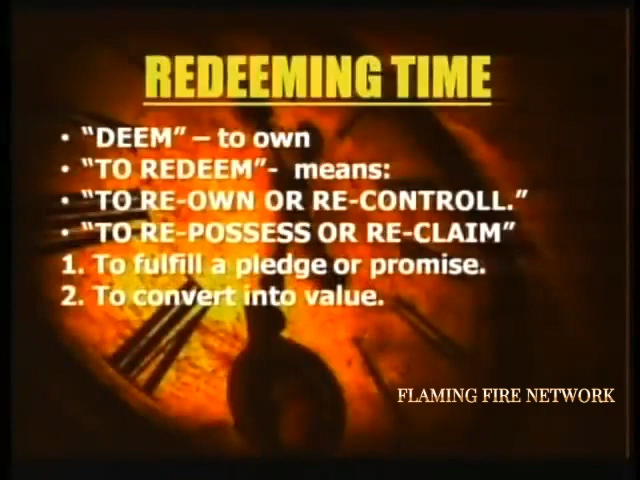 REDEEMING TIME
• “DEEM” – to own
• “TO REDEEM”- means:
• “TO RE-OWN OR RE-CONTROLL.”
• “TO RE-POSSESS OR RE-CLAIM”
1. To fulfill a pledge or promise.
2. To convert into value.
FLAMING FIRE NETWORK